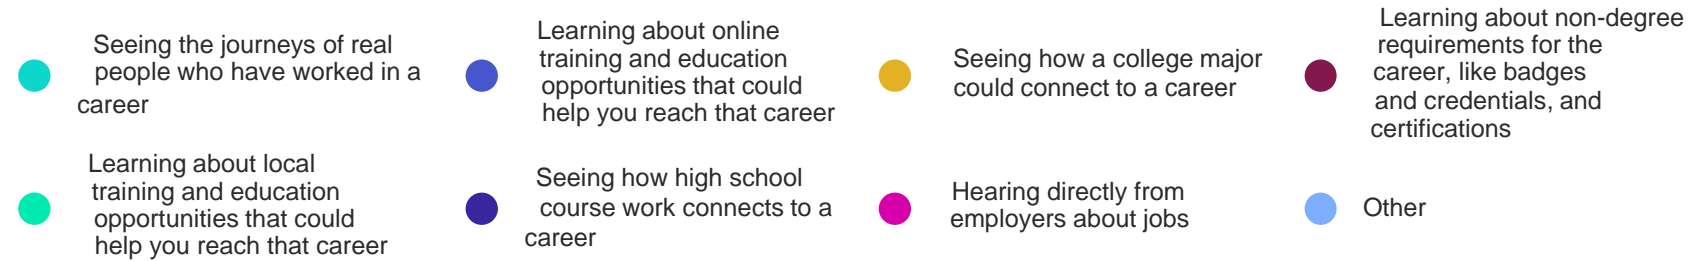 Seeing the journeys of real
people who have worked in a
career
Learning about online
training and education
opportunities that could
help you reach that career
Seeing how a college major
could connect to a career
Learning about non-degree
requirements for the
career, like badges
and credentials, and
certifications
Learning about local
training and education
opportunities that could
help you reach that career
Seeing how high school
course work connects to a
career
Hearing directly from
employers about jobs
Other